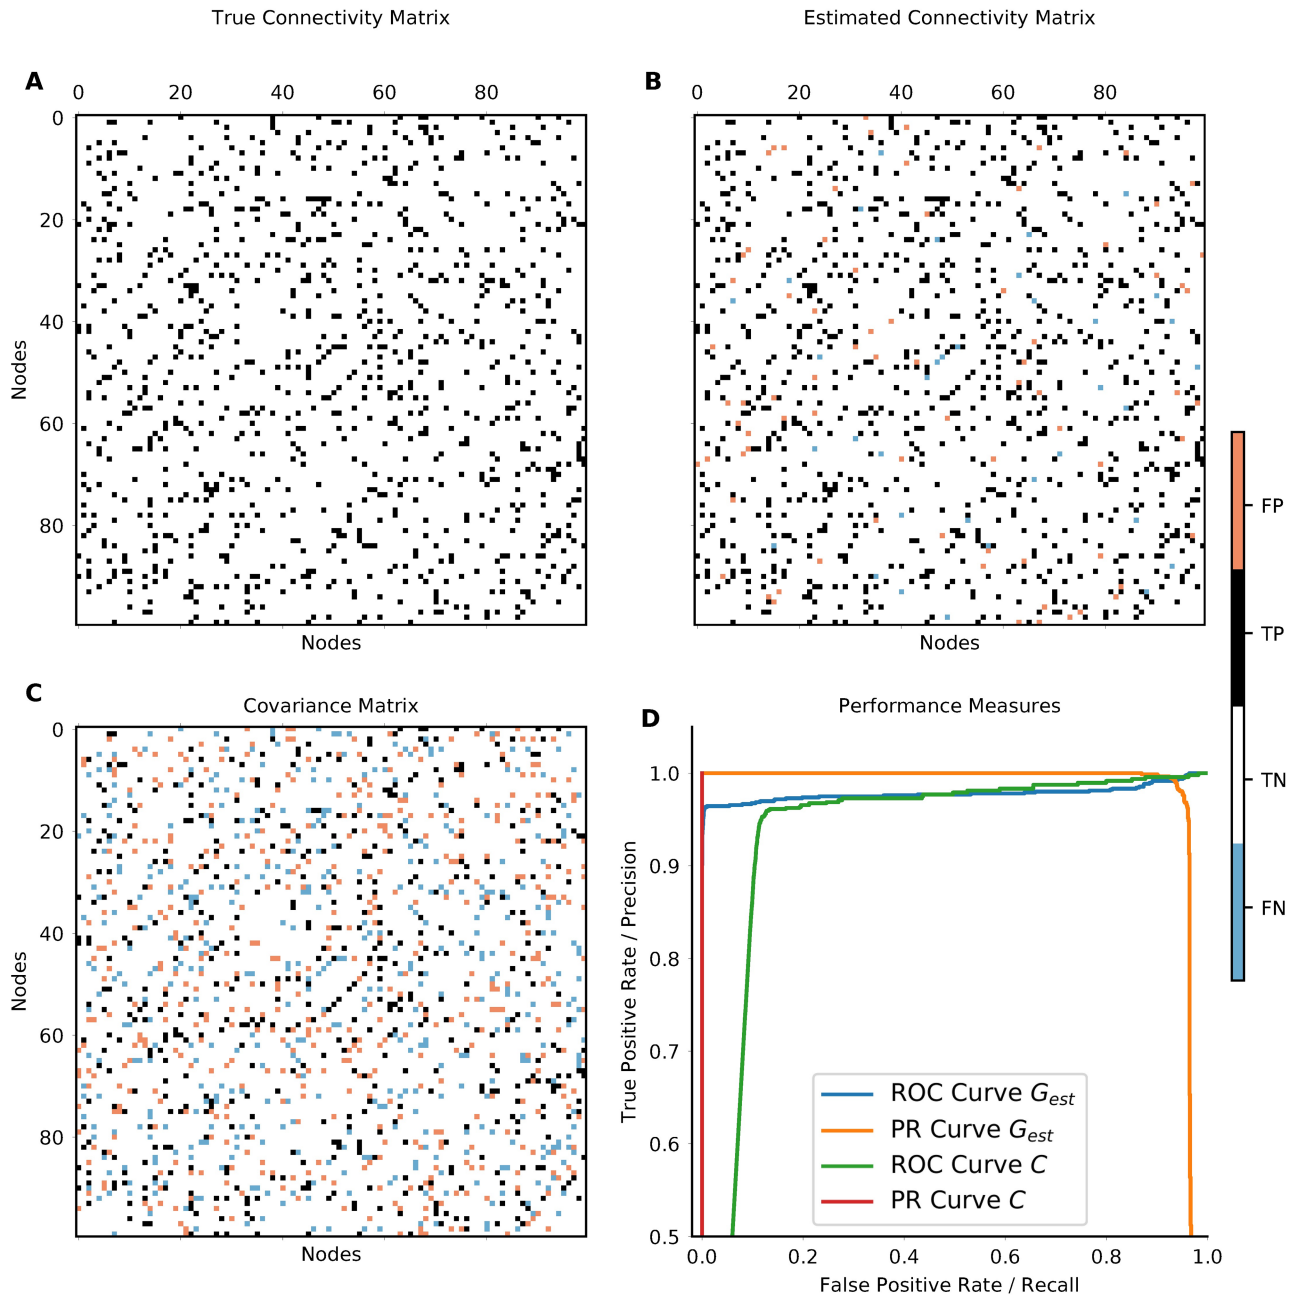 True Connectivity Matrix
Estimated Connectivity Matrix
A
0 20 40 60 80
0
20
40
60
80
Nodes
Nodes
B
0 20 40 60 80
Nodes
FP
TP
TN
FN
C
Covariance Matrix
0
20
40
60
80
Nodes
Nodes
D
Performance Measures
1.0
0.9
0.8
0.7
0.6
0.5
True Positive Rate / Precision
ROC Curve G_est
PR Curve G_est
ROC Curve C
PR Curve C
0.0 0.2 0.4 0.6 0.8 1.0
False Positive Rate / Recall